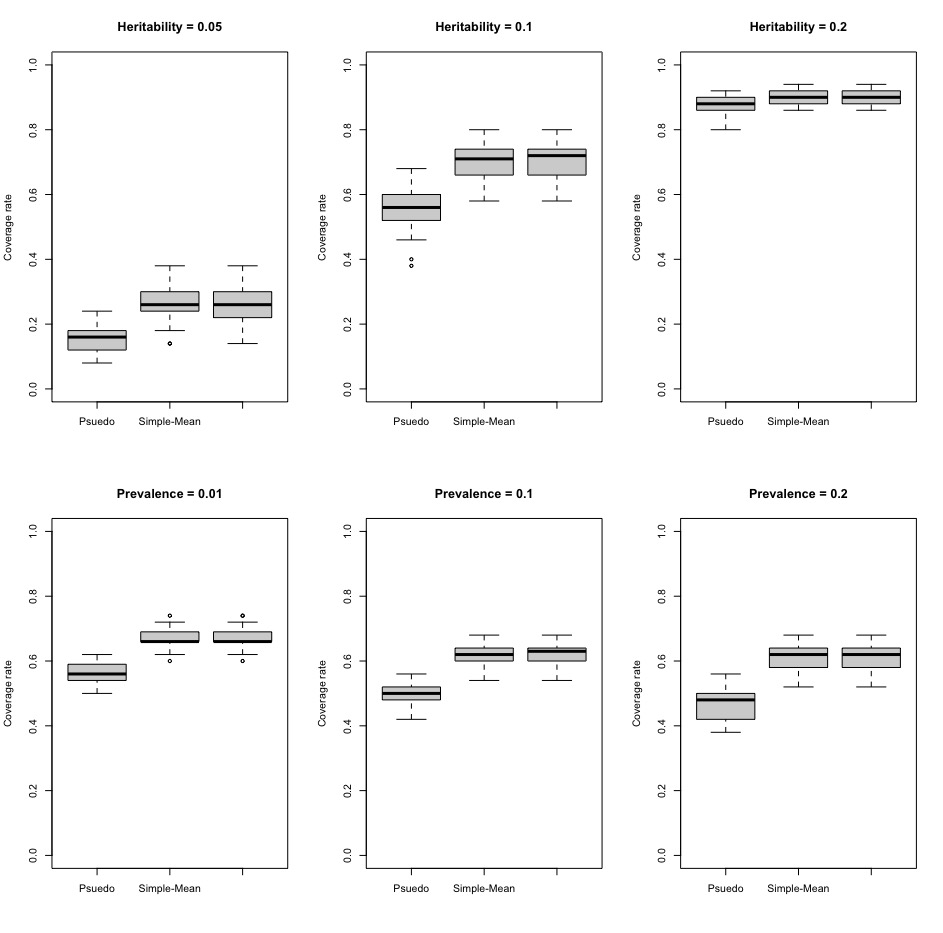 Heritability = 0.05
Heritability = 0.1
Heritability = 0.2
Coverage rate
0.0
0.2
0.4
0.6
0.8
1.0
Psuedo
Simple-Mean
Coverage rate
0.0
0.2
0.4
0.6
0.8
1.0
Psuedo
Simple-Mean
Coverage rate
0.0
0.2
0.4
0.6
0.8
1.0
Psuedo
Simple-Mean
Prevalence = 0.01
Prevalence = 0.1
Prevalence = 0.2
Coverage rate
0.0
0.2
0.4
0.6
0.8
1.0
Psuedo
Simple-Mean
Coverage rate
0.0
0.2
0.4
0.6
0.8
1.0
Psuedo
Simple-Mean
Coverage rate
0.0
0.2
0.4
0.6
0.8
1.0
Psuedo
Simple-Mean